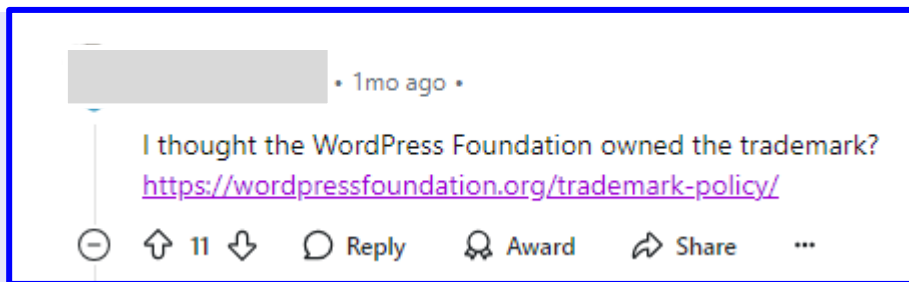 • 1mo ago •
I thought the WordPress Foundation owned the trademark?
https://wordpressfoundation.org/trademark-policy/
11 Reply Award Share ...